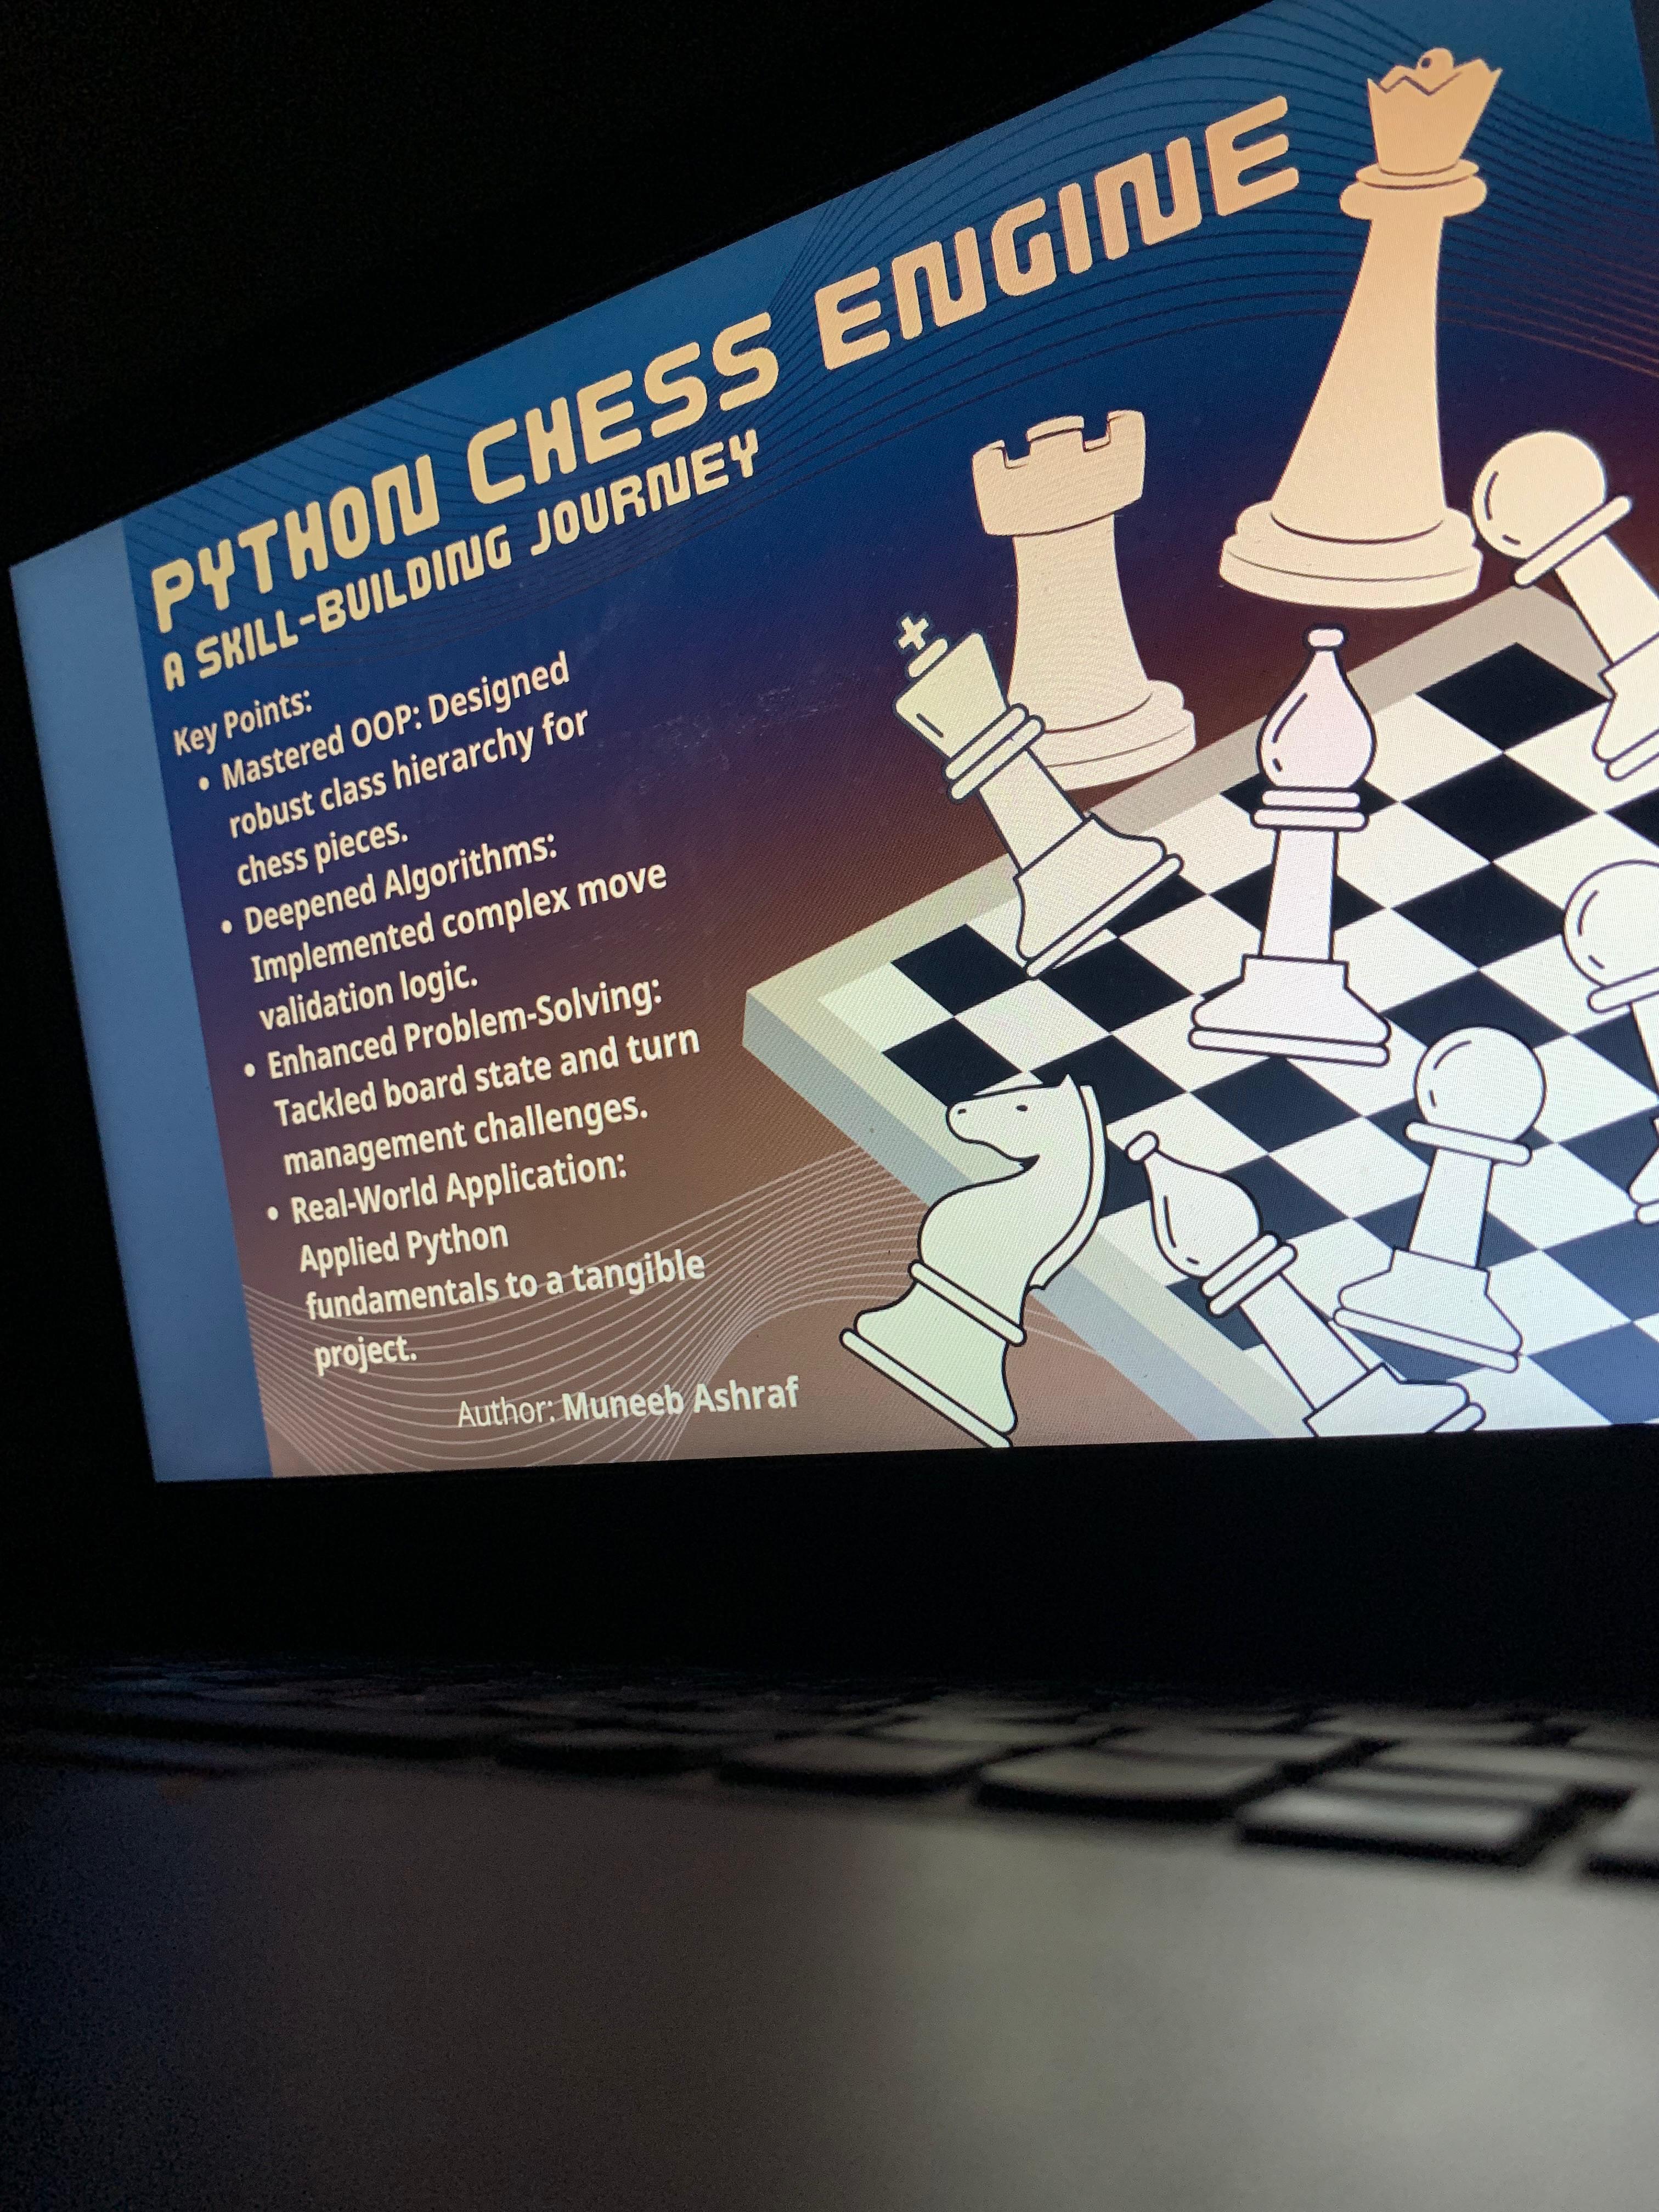 PYTHON CHESS ENGINE
A SKILL-BUILDING JOURNEY
Key Points:
• Mastered OOP: Designed
robust class hierarchy for
chess pieces.
• Deepened Algorithms:
Implemented complex move
validation logic.
• Enhanced Problem-Solving:
Tackled board state and turn
management challenges.
• Real-World Application:
Applied Python
fundamentals to a tangible
project.
Author: Muneeb Ashraf